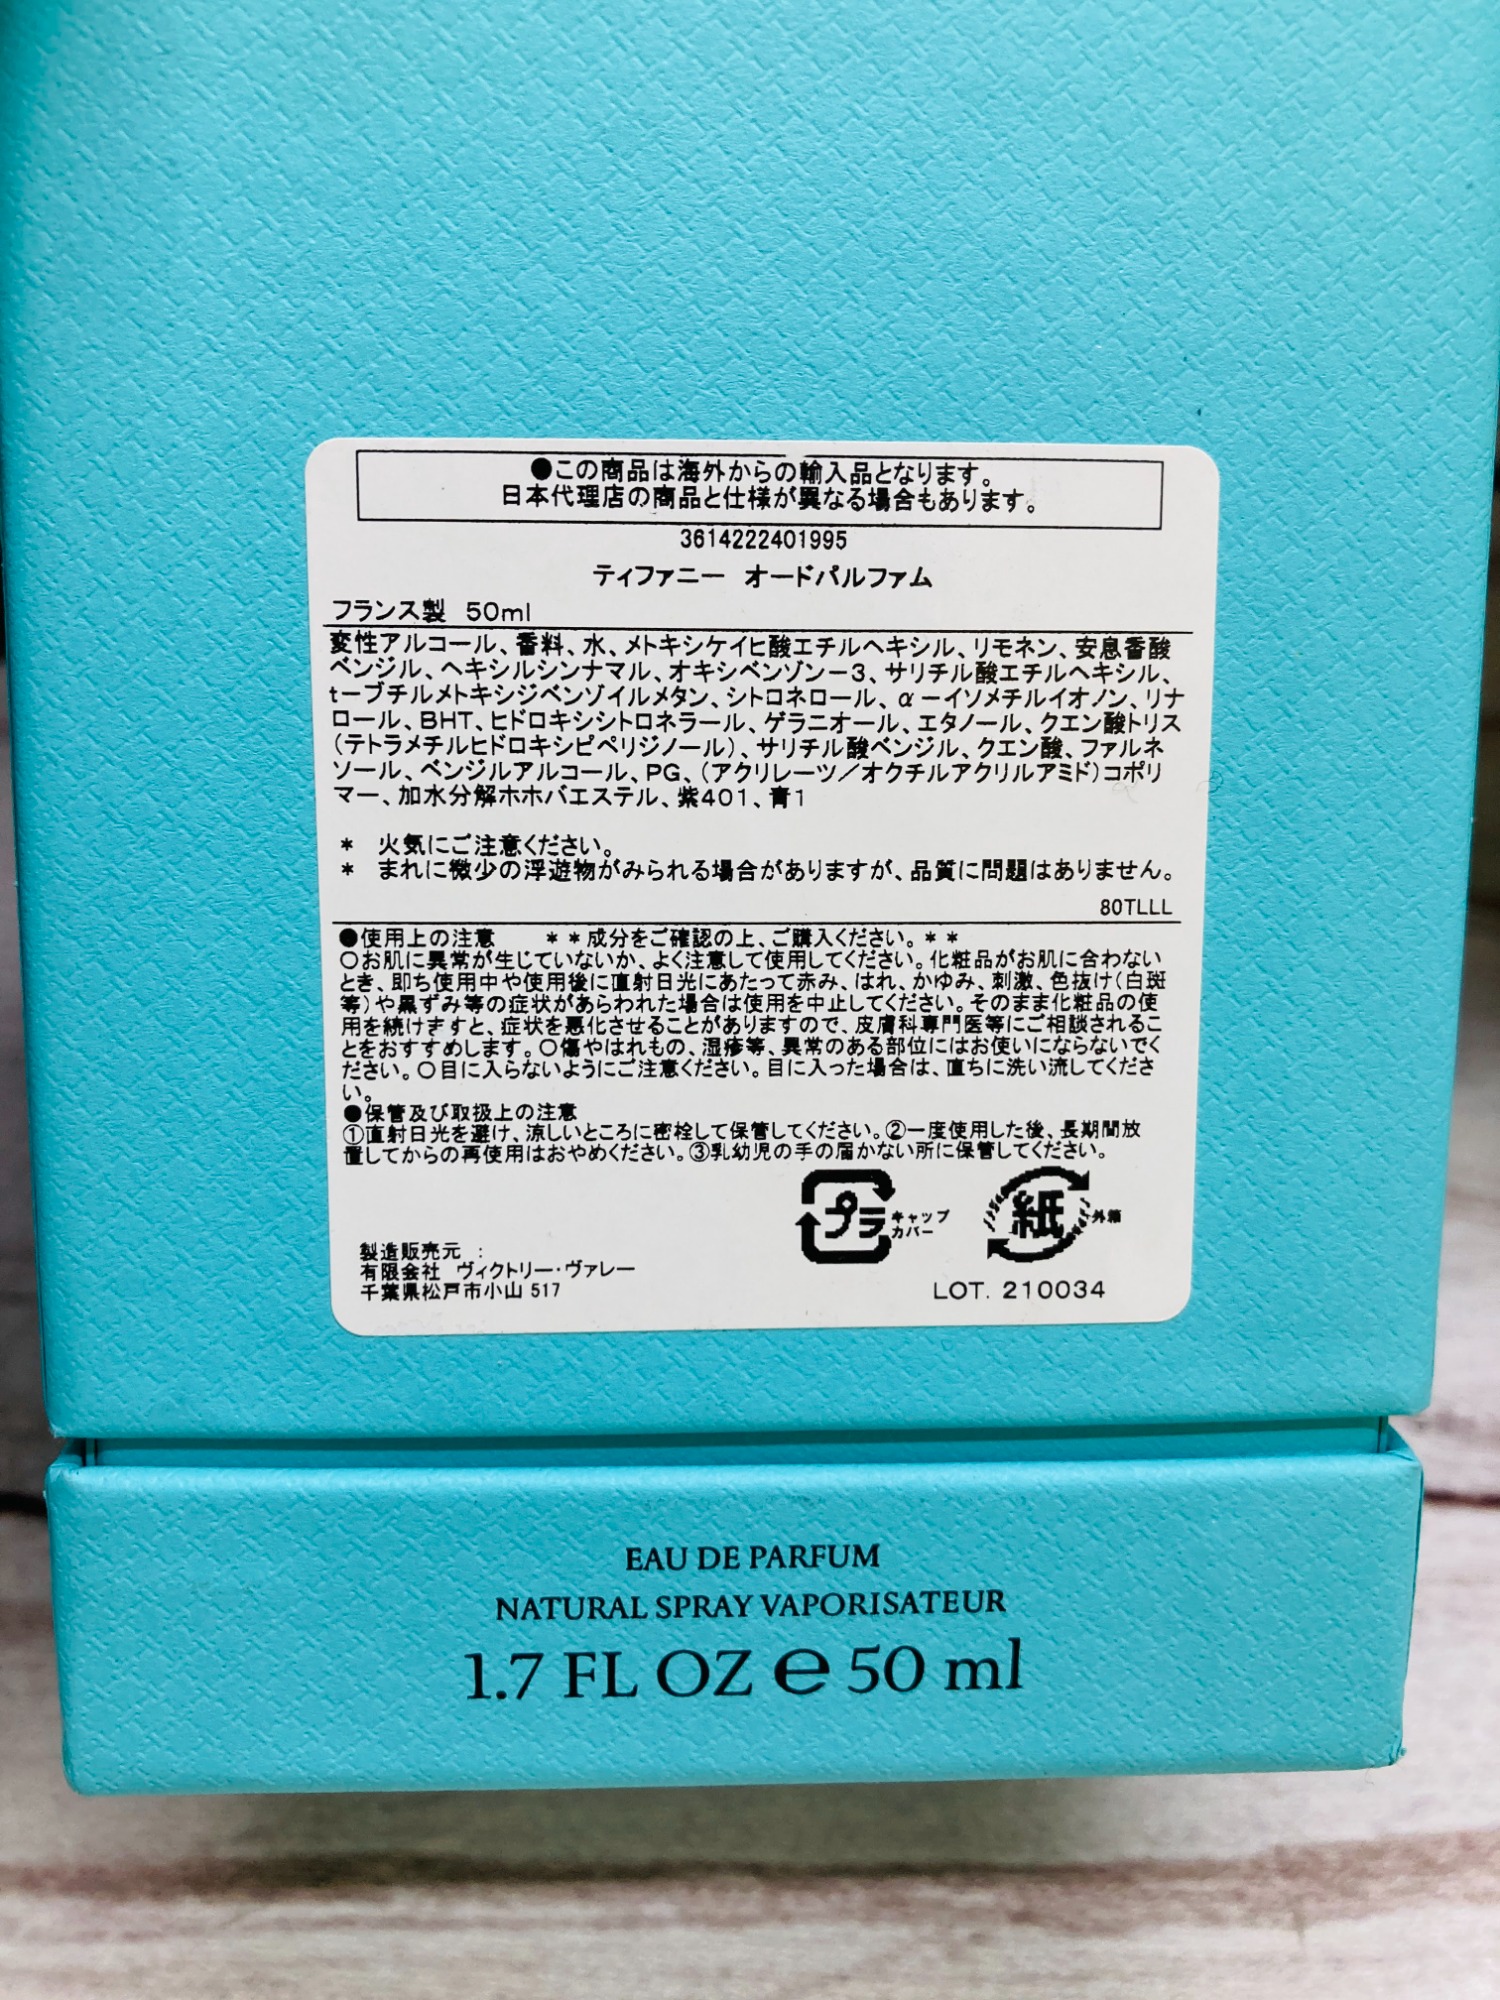 ●この商品は海外からの輸入品となります。
日本代理店の商品と仕様が異なる場合もあります。
3614222401995
ティファニー オードパルファム
フランス製 50ml
変性アルコール、香料、水、メトキシケイヒ酸エチルヘキシル、リモネン、安息香酸
ベンジル、ヘキシルシンナマル、オキシベンゾン－3、サリチル酸エチルヘキシル、
t－ブチルメトキシジベンゾイルメタン、シトロネロール、α－イソメチルイオノン、リナ
ロール、BHT、ヒドロキシシトロネラール、ゲラニオール、エタノール、クエン酸トリス
（テトラメチルヒドロキシピペリジノール）、サリチル酸ベンジル、クエン酸、ファルネ
ソール、ベンジルアルコール、PG、（アクリレーツ／オクチルアクリルアミド）コポリ
マー、加水分解ホホバエステル、紫401、青1
＊ 火気にご注意ください。
＊ まれに微少の浮遊物がみられる場合がありますが、品質に問題はありません。
80TLLL
●使用上の注意 ＊＊成分をご確認の上、ご購入ください。＊＊
○お肌に異常が生じていないか、よく注意して使用してください。化粧品がお肌に合わない
とき、即ち使用中や使用後に直射日光にあたって赤み、はれ、かゆみ、刺激、色抜け（白斑
等）や黒ずみ等の症状があらわれた場合は使用を中止してください。そのまま化粧品の使
用を続けますと、症状を悪化させることがありますので、皮膚科専門医等にご相談されるこ
とをおすすめします。○傷やはれもの、湿疹等、異常のある部位にはお使いにならないでく
ださい。○目に入らないようにご注意ください。目に入った場合は、直ちに洗い流してくださ
い。
●保管及び取扱上の注意
①直射日光を避け、涼しいところに密栓して保管してください。②一度使用した後、長期間放
置してからの再使用はおやめください。③乳幼児の手の届かない所に保管してください。
プラ キャップ
カバー
紙 外箱
製造販売元 ：
有限会社 ヴィクトリー・ヴァレー
千葉県松戸市小山 517
LOT. 210034
EAU DE PARFUM
NATURAL SPRAY VAPORISATEUR
1.7 FL OZ e 50 ml